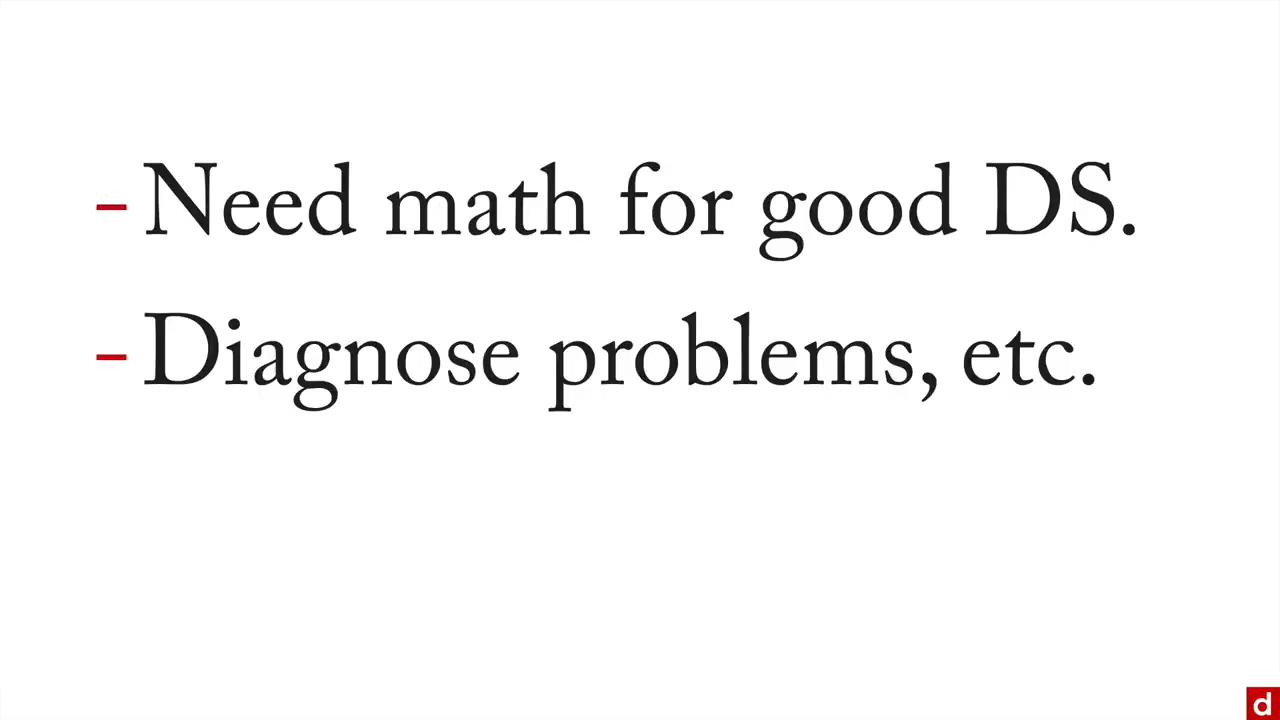 - Need math for good DS.
- Diagnose problems, etc.
d